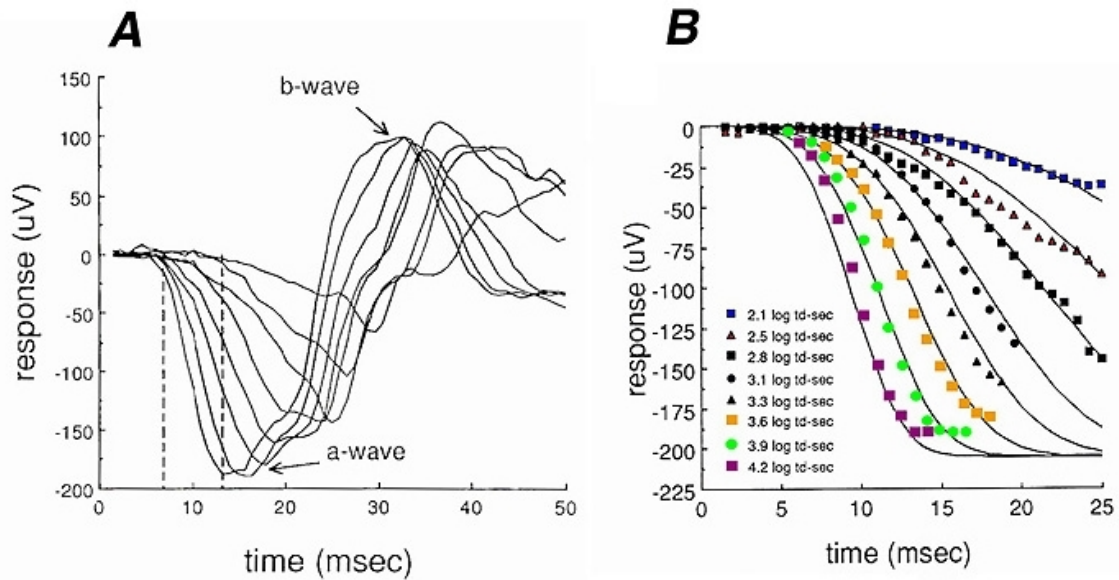 A
150
100
50
0
-50
-100
-150
-200
response (uV)
b-wave
a-wave
0 10 20 30 40 50
time (msec)
B
0
-25
-50
-75
-100
-125
-150
-175
-200
-225
response (uV)
2.1 log td-sec
2.5 log td-sec
2.8 log td-sec
3.1 log td-sec
3.3 log td-sec
3.6 log td-sec
3.9 log td-sec
4.2 log td-sec
0 5 10 15 20 25
time (msec)